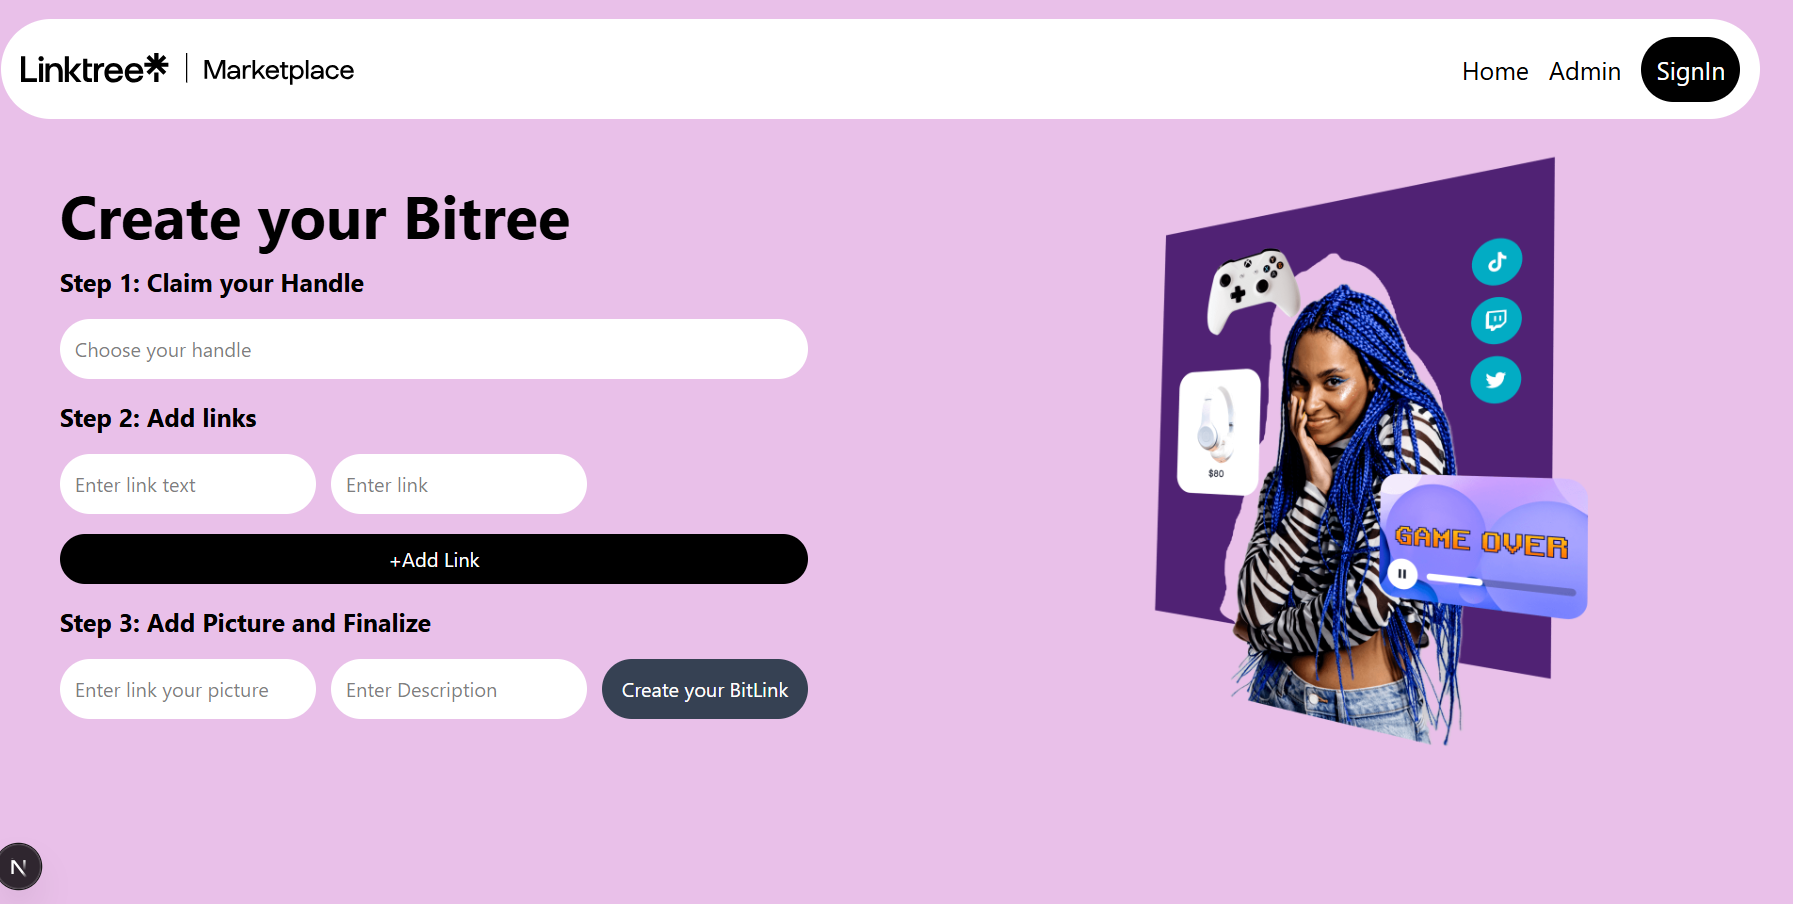 Linktree* | Marketplace
Home Admin SignIn
Create your Bitree
Step 1: Claim your Handle
Choose your handle
Step 2: Add links
Enter link text Enter link
+Add Link
Step 3: Add Picture and Finalize
Enter link your picture Enter Description Create your BitLink
$80
GAME OVER
N